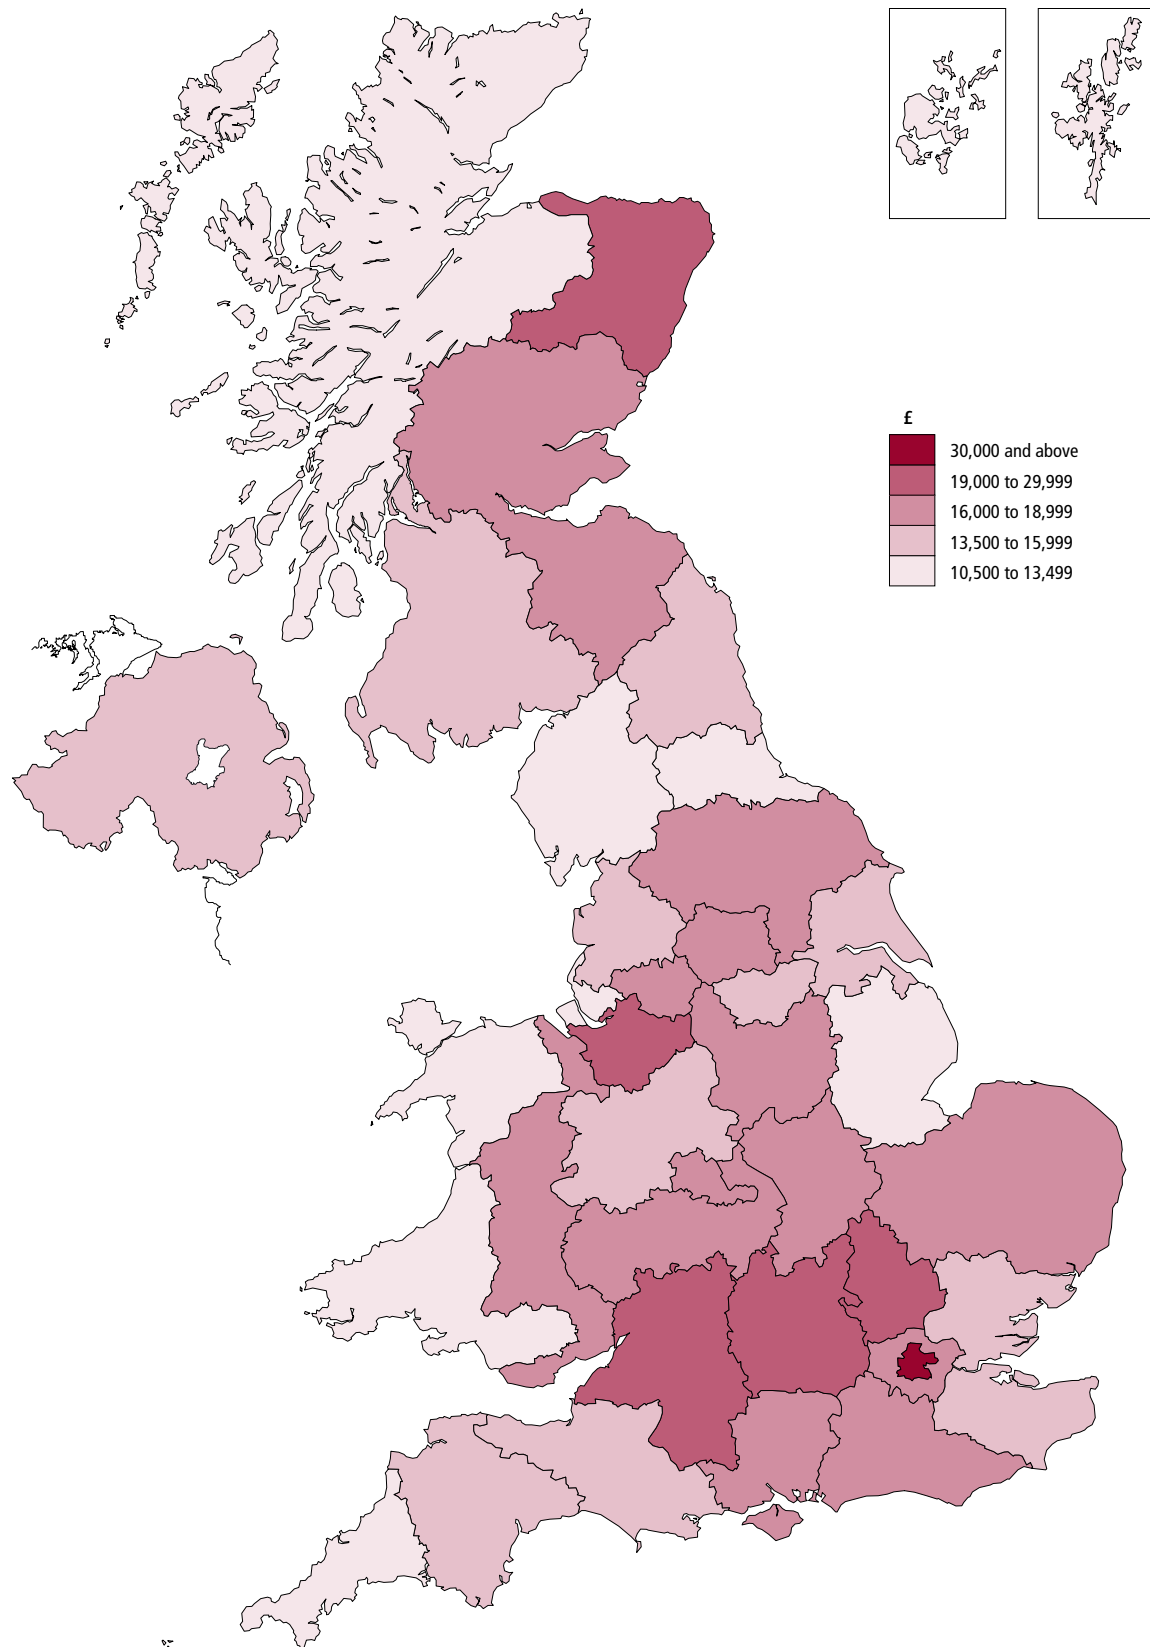 £
30,000 and above
19,000 to 29,999
16,000 to 18,999
13,500 to 15,999
10,500 to 13,499